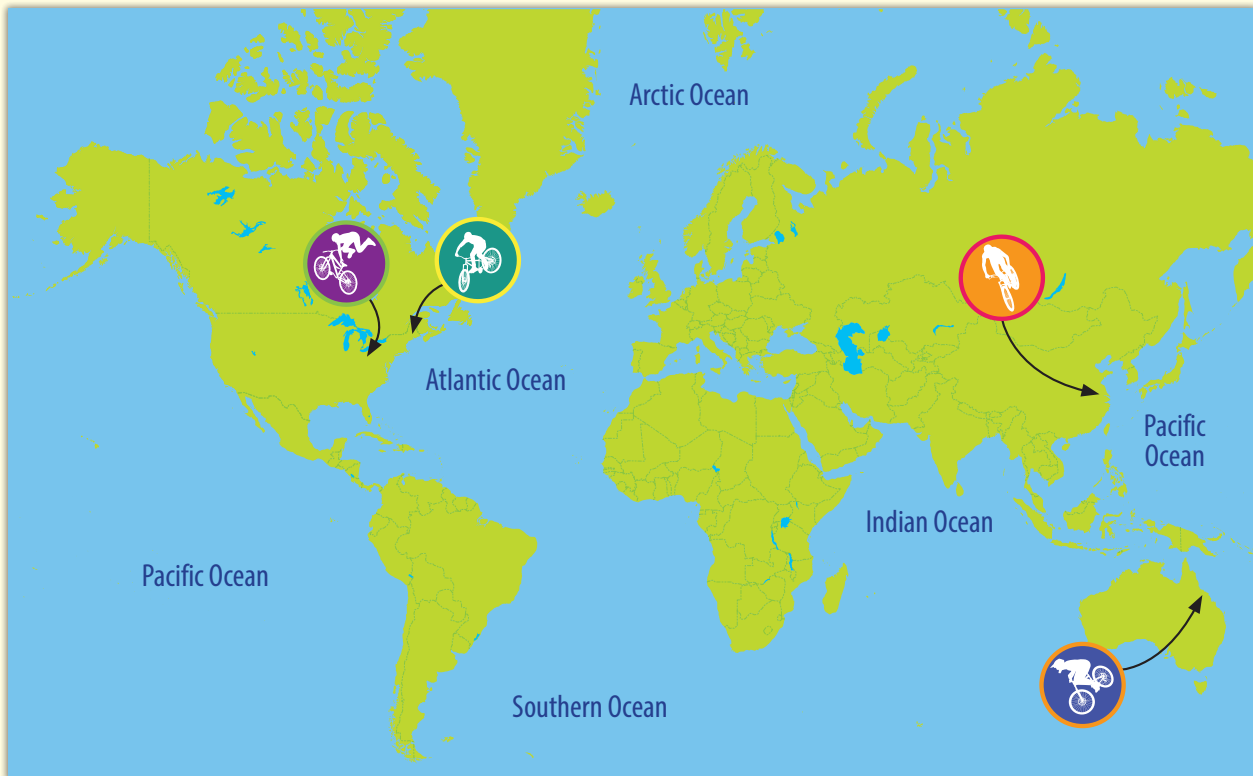 Arctic Ocean
Atlantic Ocean
Pacific
Ocean
Indian Ocean
Pacific Ocean
Southern Ocean